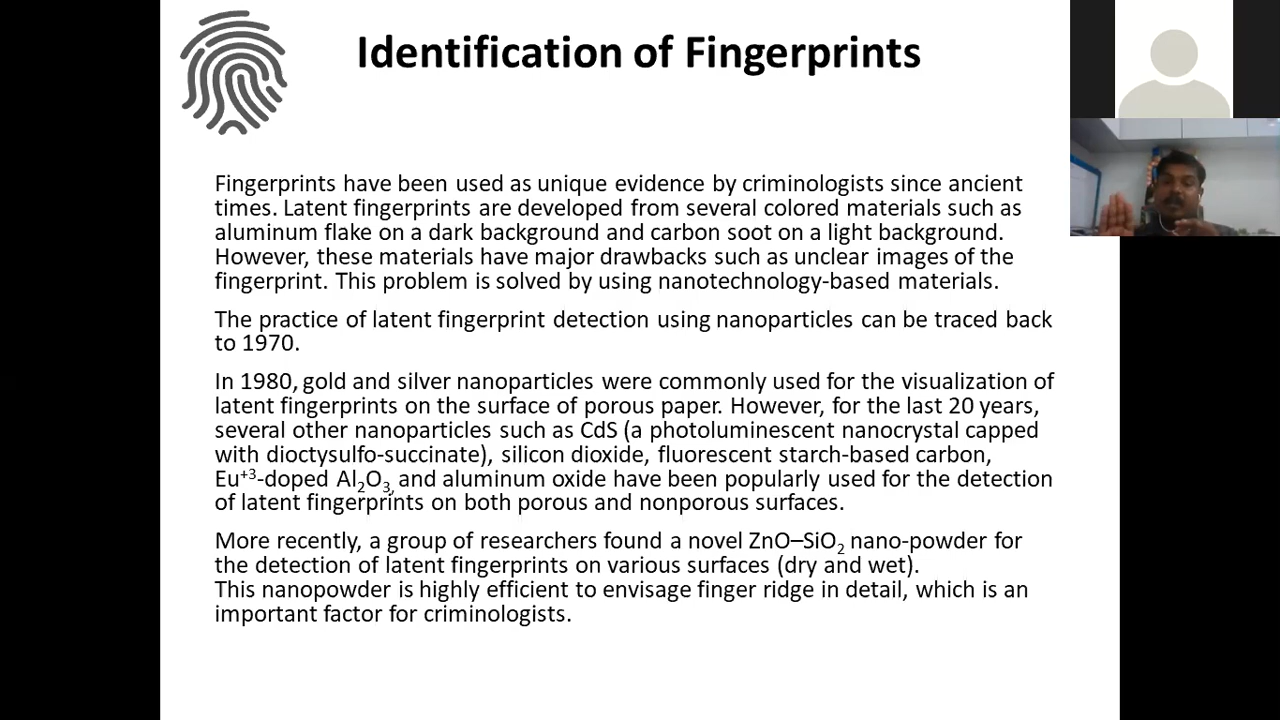 Identification of Fingerprints
Fingerprints have been used as unique evidence by criminologists since ancient
times. Latent fingerprints are developed from several colored materials such as
aluminum flake on a dark background and carbon soot on a light background.
However, these materials have major drawbacks such as unclear images of the
fingerprint. This problem is solved by using nanotechnology-based materials.
The practice of latent fingerprint detection using nanoparticles can be traced back
to 1970.
In 1980, gold and silver nanoparticles were commonly used for the visualization of
latent fingerprints on the surface of porous paper. However, for the last 20 years,
several other nanoparticles such as CdS (a photoluminescent nanocrystal capped
with dioctysulfo-succinate), silicon dioxide, fluorescent starch-based carbon,
Eu⁺³-doped Al₂O₃, and aluminum oxide have been popularly used for the detection
of latent fingerprints on both porous and nonporous surfaces.
More recently, a group of researchers found a novel ZnO–SiO₂ nano-powder for
the detection of latent fingerprints on various surfaces (dry and wet).
This nanopowder is highly efficient to envisage finger ridge in detail, which is an
important factor for criminologists.